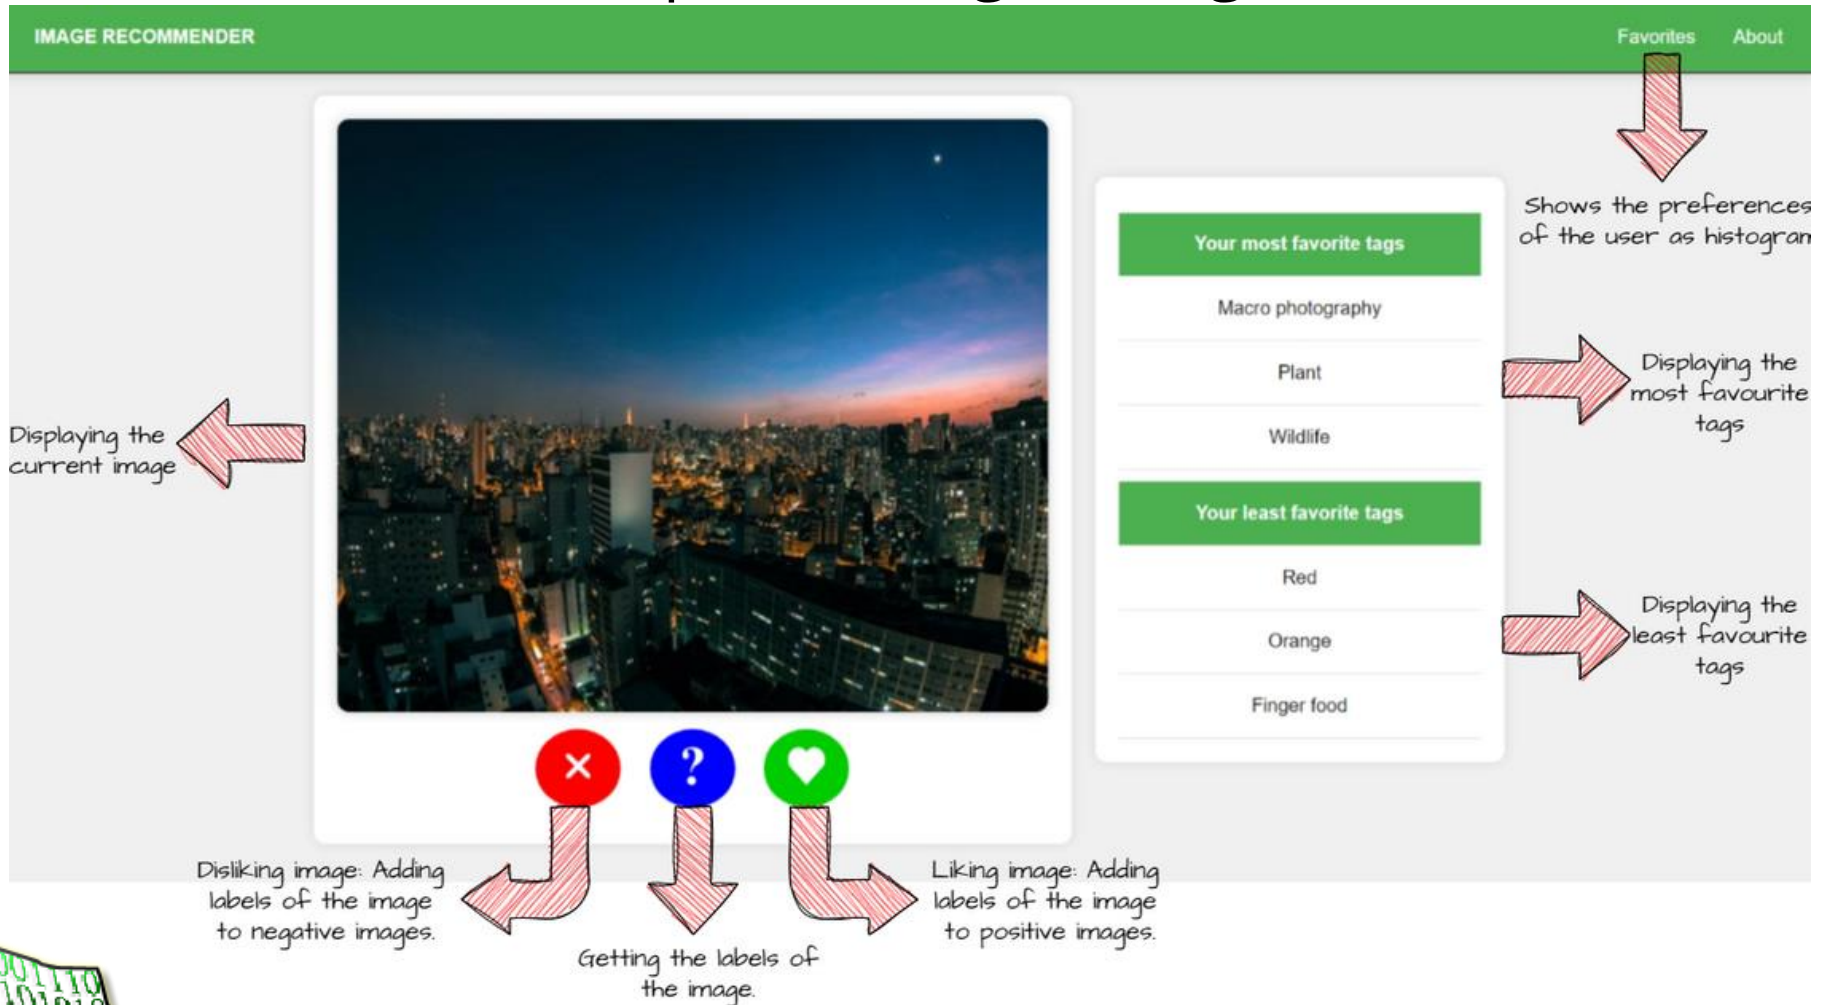 IMAGE RECOMMENDER
Favorites About
Shows the preferences
of the user as
Your most favorite tags
Macro photography
Plant
Wildlife
Displaying the
most favourite
tags
Displaying the
current image
Your least favorite tags
Red
Orange
Finger food
Displaying the
least favourite
tags
?
Disliking image: Adding
labels of the image
to negative images.
Getting the labels of
the image.
Liking image: Adding
labels of the image
to positive images.